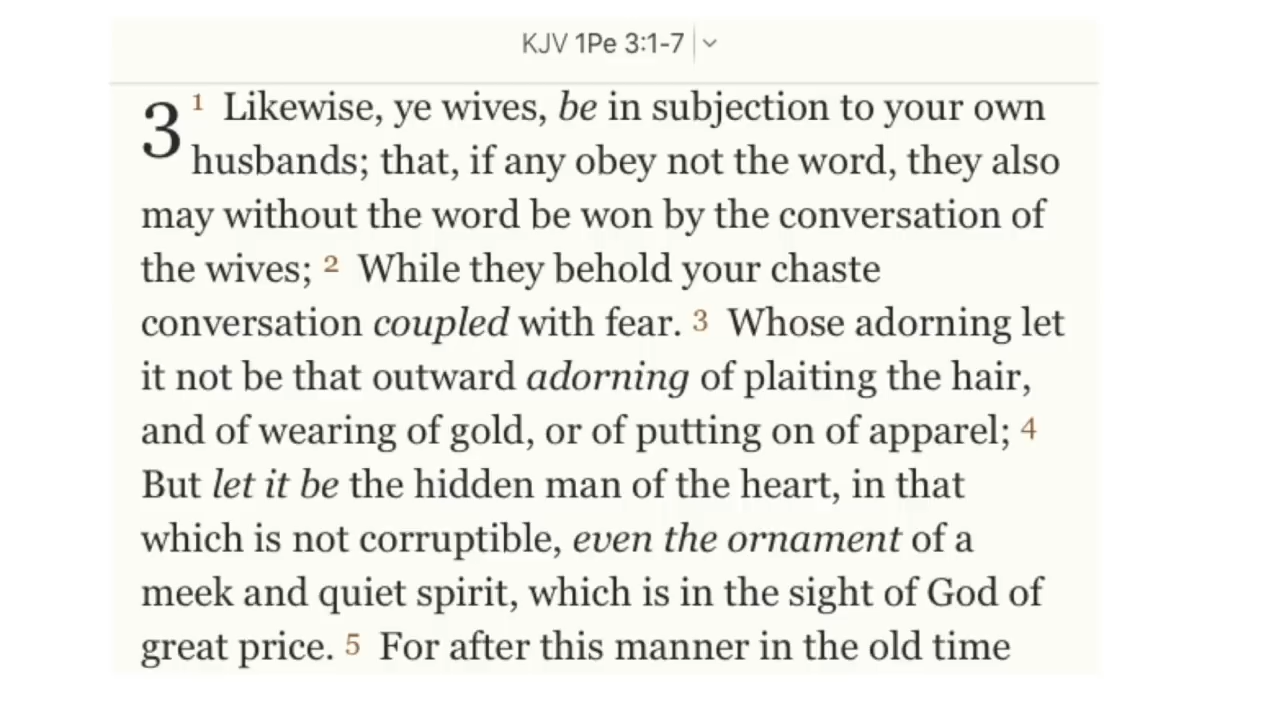 KJV 1Pe 3:1-7
3 1 Likewise, ye wives, be in subjection to your own
husbands; that, if any obey not the word, they also
may without the word be won by the conversation of
the wives; 2 While they behold your chaste
conversation coupled with fear. 3 Whose adorning let
it not be that outward adorning of plaiting the hair,
and of wearing of gold, or of putting on of apparel; 4
But let it be the hidden man of the heart, in that
which is not corruptible, even the ornament of a
meek and quiet spirit, which is in the sight of God of
great price. 5 For after this manner in the old time